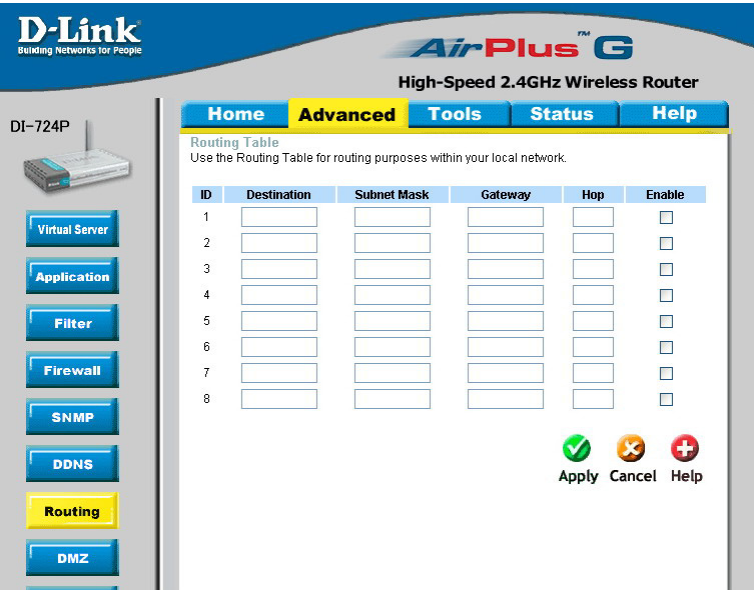 D-Link
Building Networks for People
AirPlus™ G
High-Speed 2.4GHz Wireless Router
DI-724P
Home Advanced Tools Status Help
Routing Table
Use the Routing Table for routing purposes within your local network.
ID Destination Subnet Mask Gateway Hop Enable
1
2
3
4
5
6
7
8
Apply Cancel Help
Virtual Server
Application
Filter
Firewall
SNMP
DDNS
Routing
DMZ